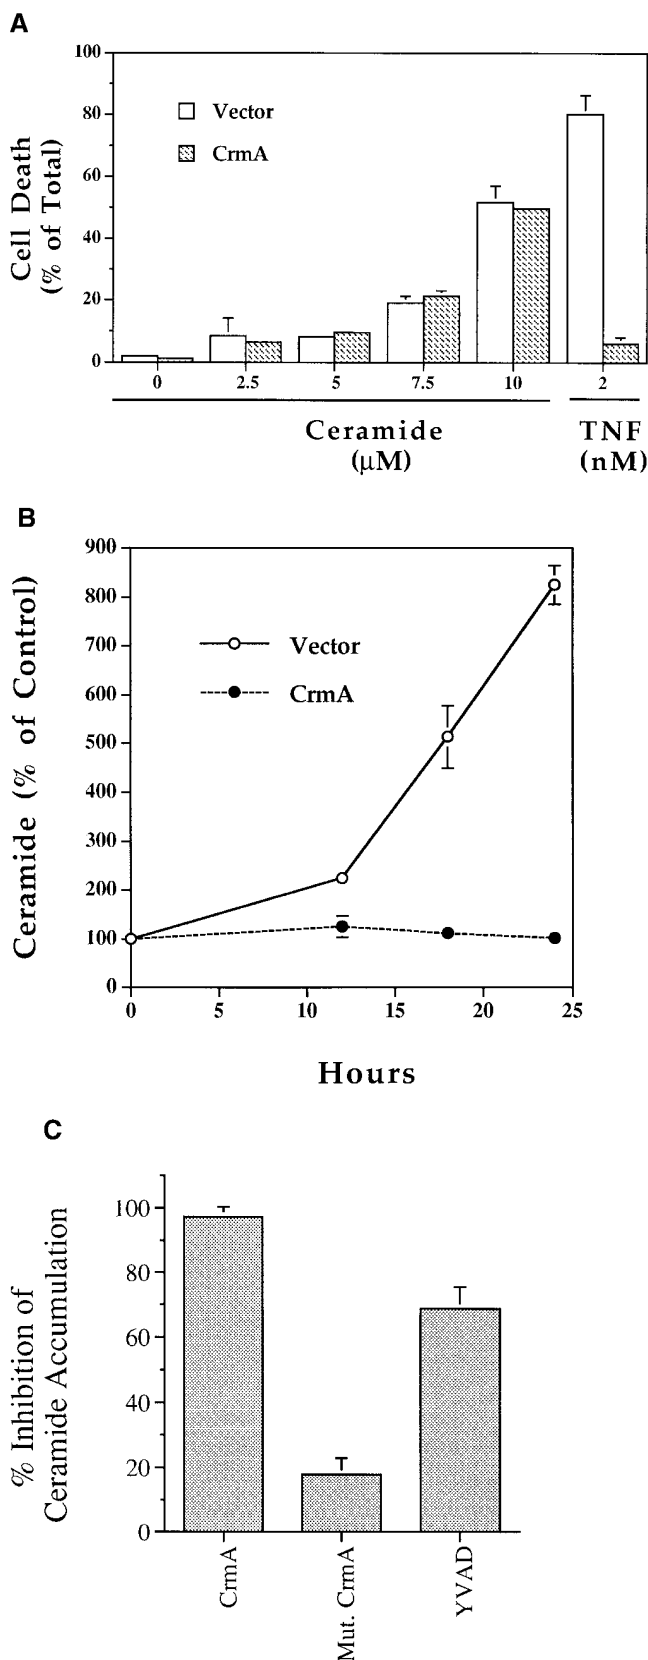 A
Cell Death
(% of Total)
100
80
60
40
20
0
Vector
CrmA
0 2.5 5 7.5 10 2
Ceramide
(μM)
TNF
(nM)
B
Ceramide (% of Control)
900
800
700
600
500
400
300
200
100
0
Vector
CrmA
0 5 10 15 20 25
Hours
C
% Inhibition of
Ceramide Accumulation
100
80
60
40
20
0
CrmA
Mut. CrmA
YVAD